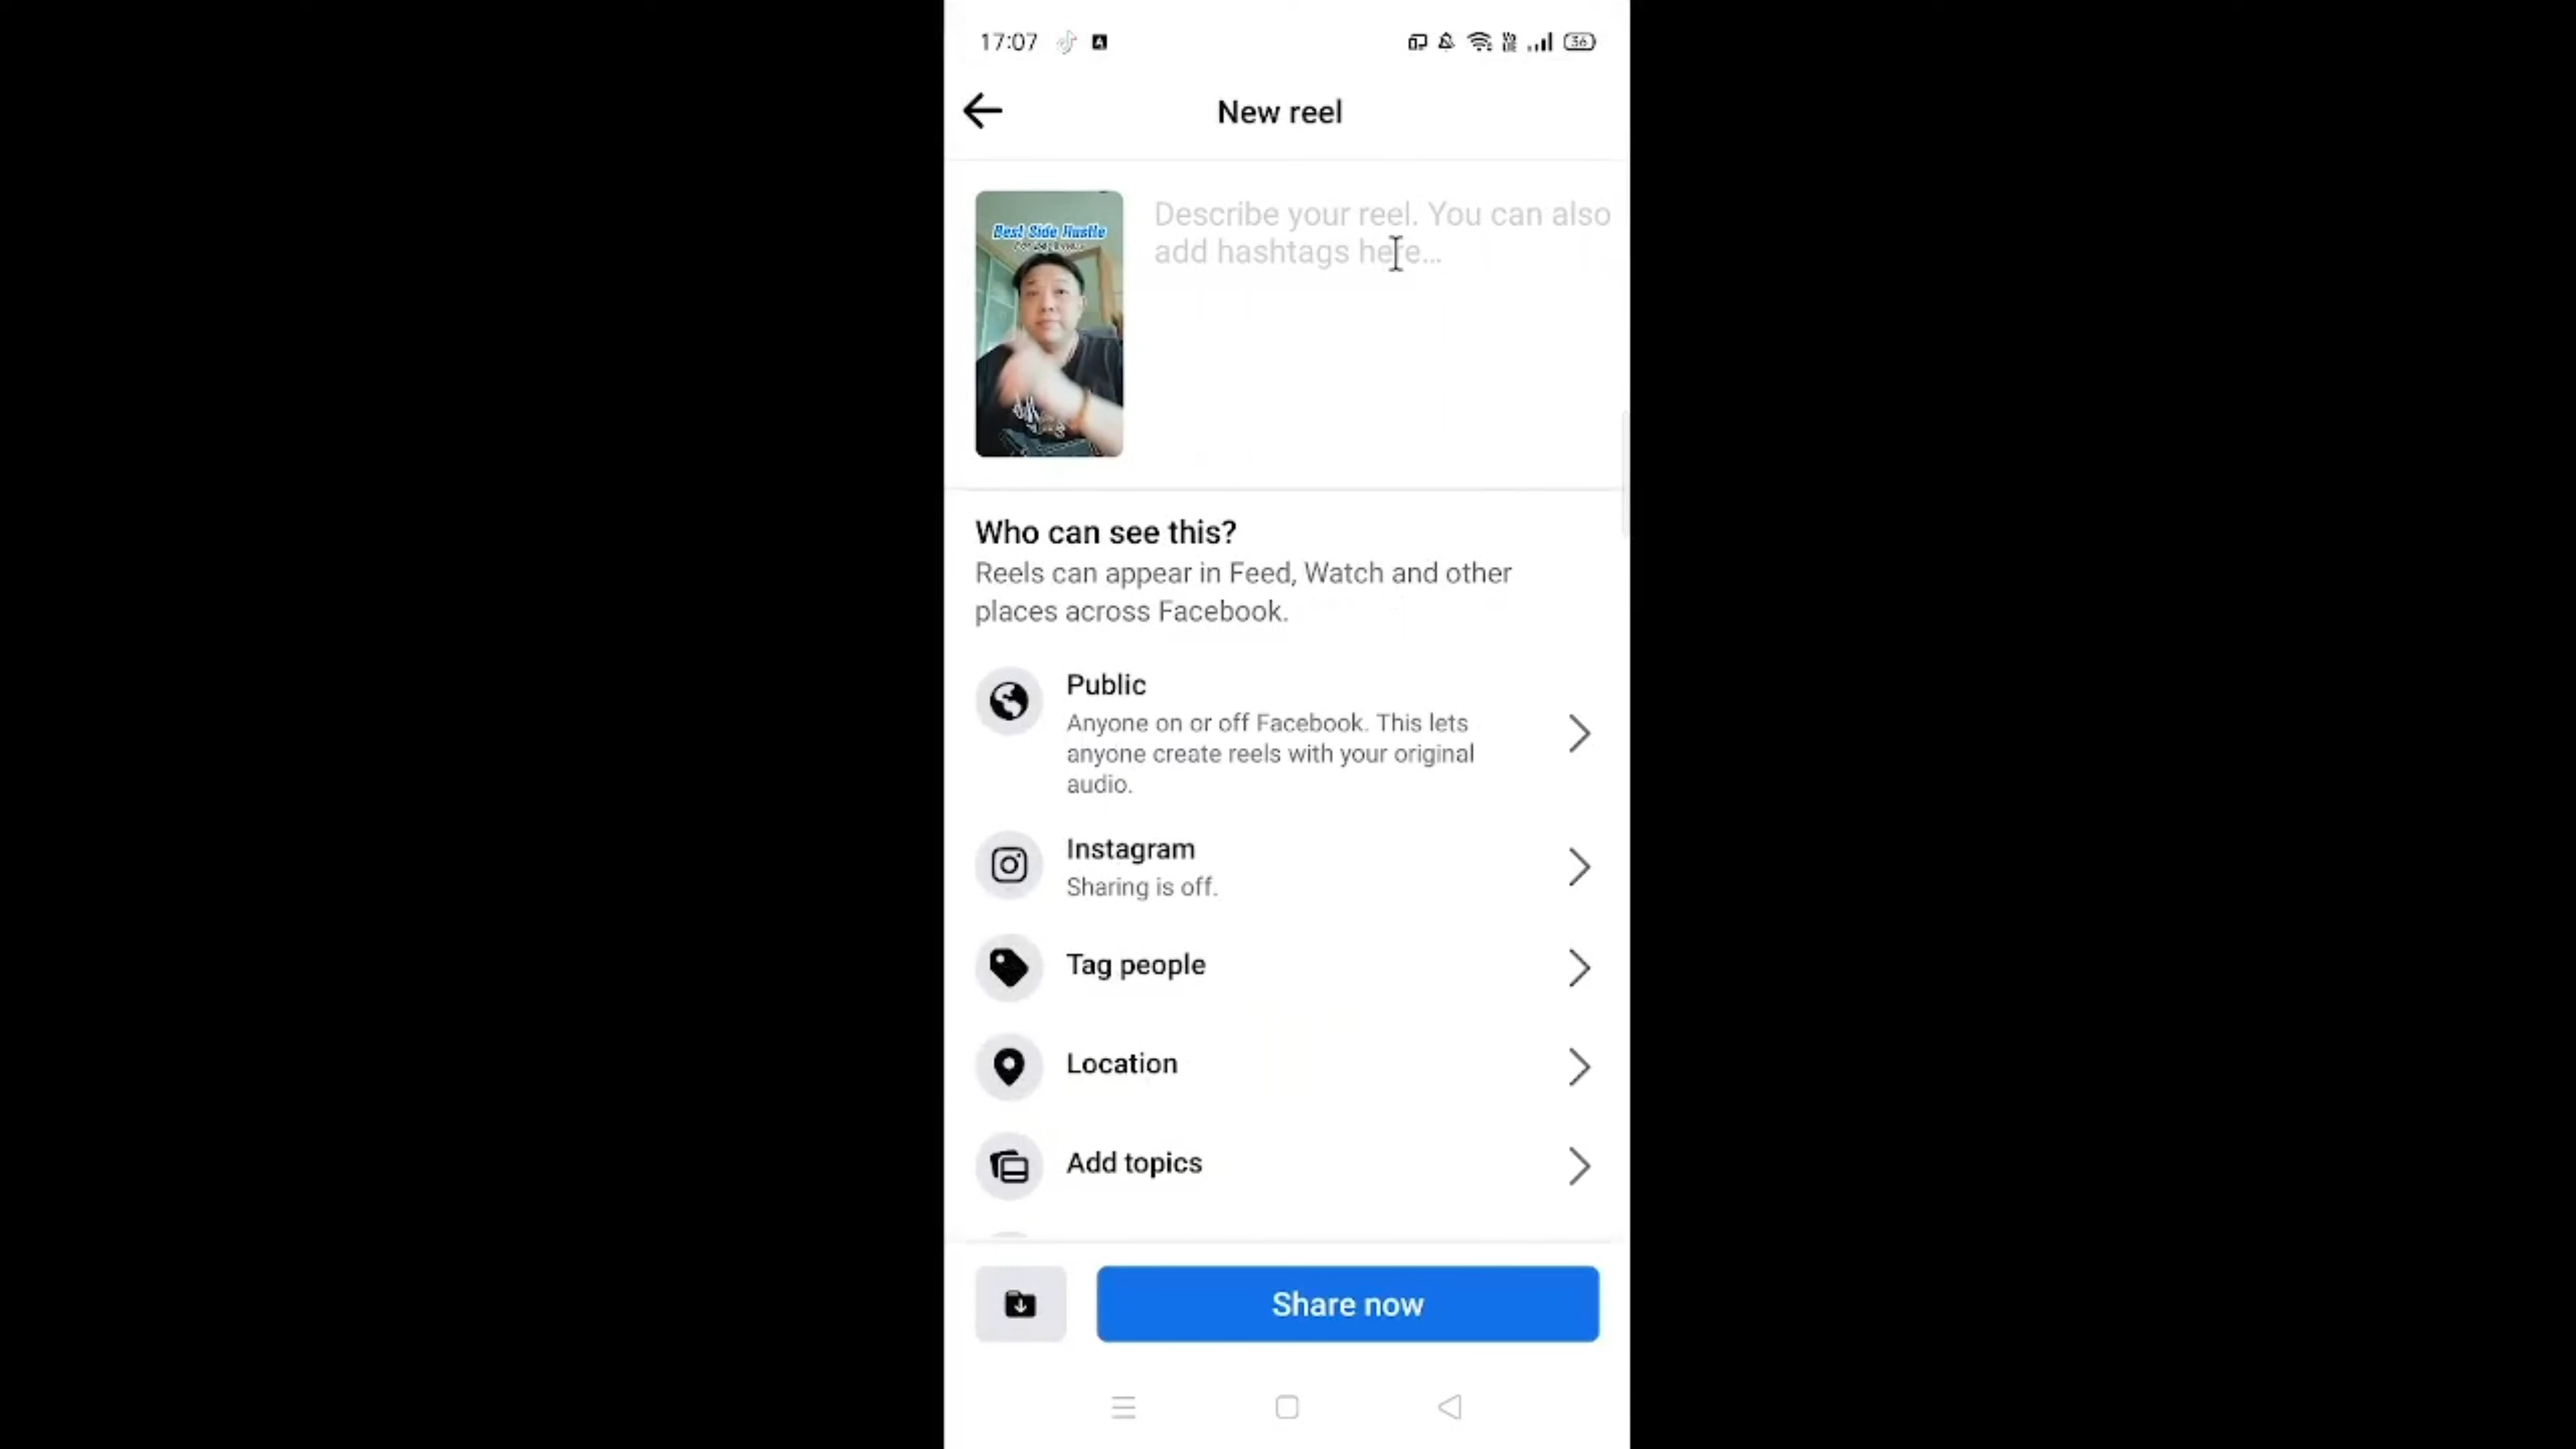 17:07
36
New reel
Best Side Hustle
Describe your reel. You can also
add hashtags here...
Who can see this?
Reels can appear in Feed, Watch and other
places across Facebook.
Public
Anyone on or off Facebook. This lets
anyone create reels with your original
audio.
Instagram
Sharing is off.
Tag people
Location
Add topics
Share now